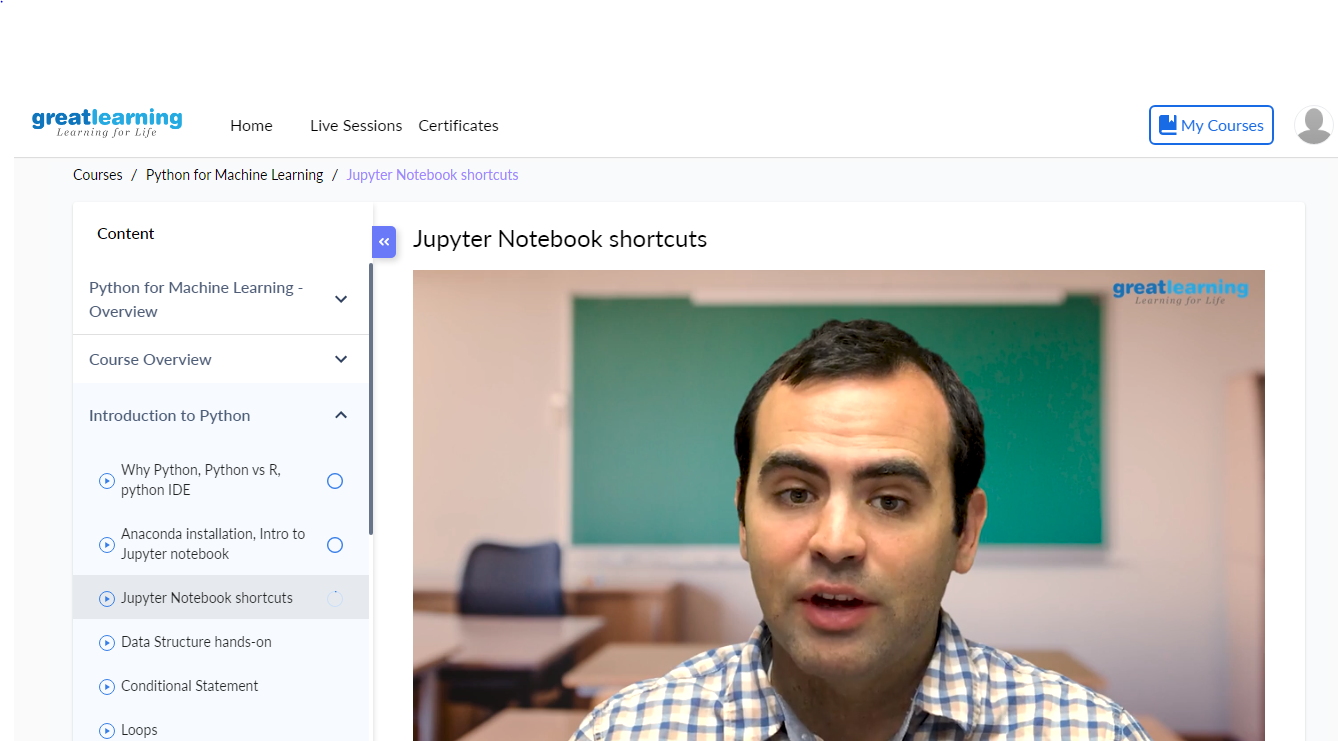 greatlearning
Learning for Life
Home
Live Sessions
Certificates
My Courses
Courses / Python for Machine Learning / Jupyter Notebook shortcuts
Content
Python for Machine Learning -
Overview
Course Overview
Introduction to Python
Why Python, Python vs R,
python IDE
Anaconda installation, Intro to
Jupyter notebook
Jupyter Notebook shortcuts
Data Structure hands-on
Conditional Statement
Loops
Jupyter Notebook shortcuts
greatlearning
Learning for Life